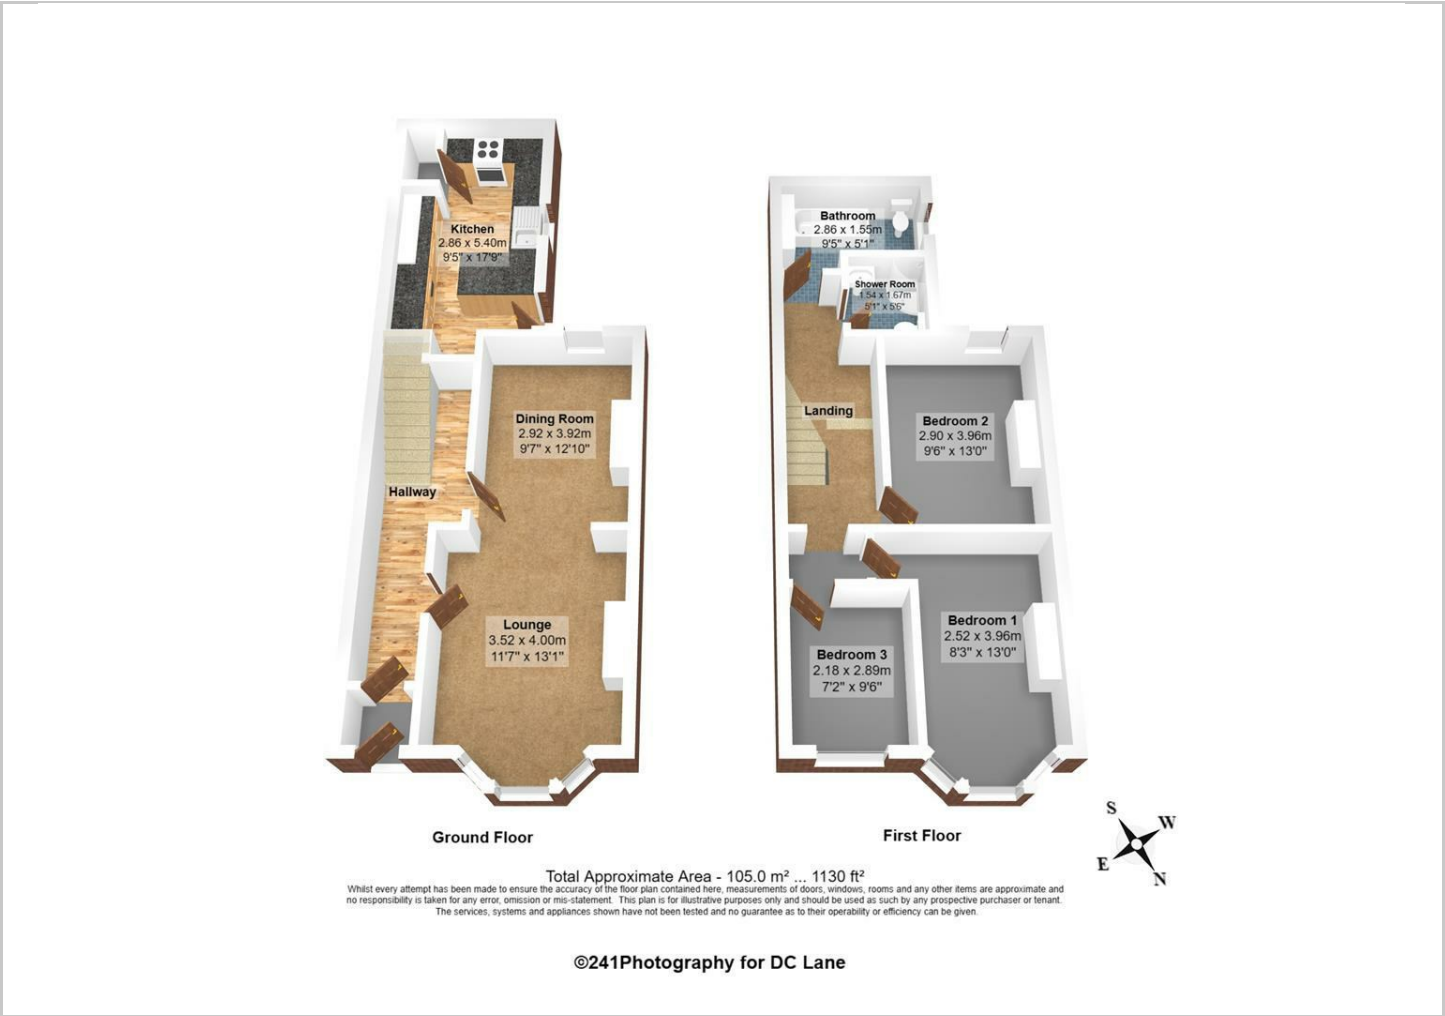 Kitchen
2.86 x 5.40m
9'5" x 17'9"
Dining Room
2.92 x 3.92m
9'7" x 12'10"
Hallway
Lounge
3.52 x 4.00m
11'7" x 13'1"
Ground Floor
Bathroom
2.86 x 1.55m
9'5" x 5'1"
Shower Room
1.54 x 1.67m
5'1" x 5'6"
Landing
Bedroom 2
2.90 x 3.96m
9'6" x 13'0"
Bedroom 1
2.52 x 3.96m
8'3" x 13'0"
Bedroom 3
2.18 x 2.89m
7'2" x 9'6"
First Floor
S
W
E
N
Total Approximate Area - 105.0 m² ... 1130 ft²
Whilst every attempt has been made to ensure the accuracy of the floor plan contained here, measurements of doors, windows, rooms and any other items are approximate and
no responsibility is taken for any error, omission or mis-statement. This plan is for illustrative purposes only and should be used as such by any prospective purchaser or tenant.
The services, systems and appliances shown have not been tested and no guarantee as to their operability or efficiency can be given.
©241Photography for DC Lane